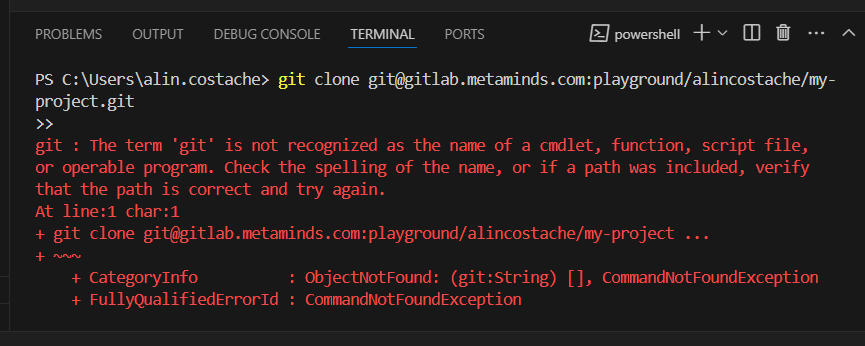 PROBLEMS OUTPUT DEBUG CONSOLE TERMINAL PORTS powershell
PS C:\Users\alin.costache> git clone git@gitlab.metaminds.com:playground/alincostache/my-
project.git
>>
git : The term 'git' is not recognized as the name of a cmdlet, function, script file,
or operable program. Check the spelling of the name, or if a path was included, verify
that the path is correct and try again.
At line:1 char:1
+ git clone git@gitlab.metaminds.com:playground/alincostache/my-project ...
+ ~~~
    + CategoryInfo          : ObjectNotFound: (git:String) [], CommandNotFoundException
    + FullyQualifiedErrorId : CommandNotFoundException